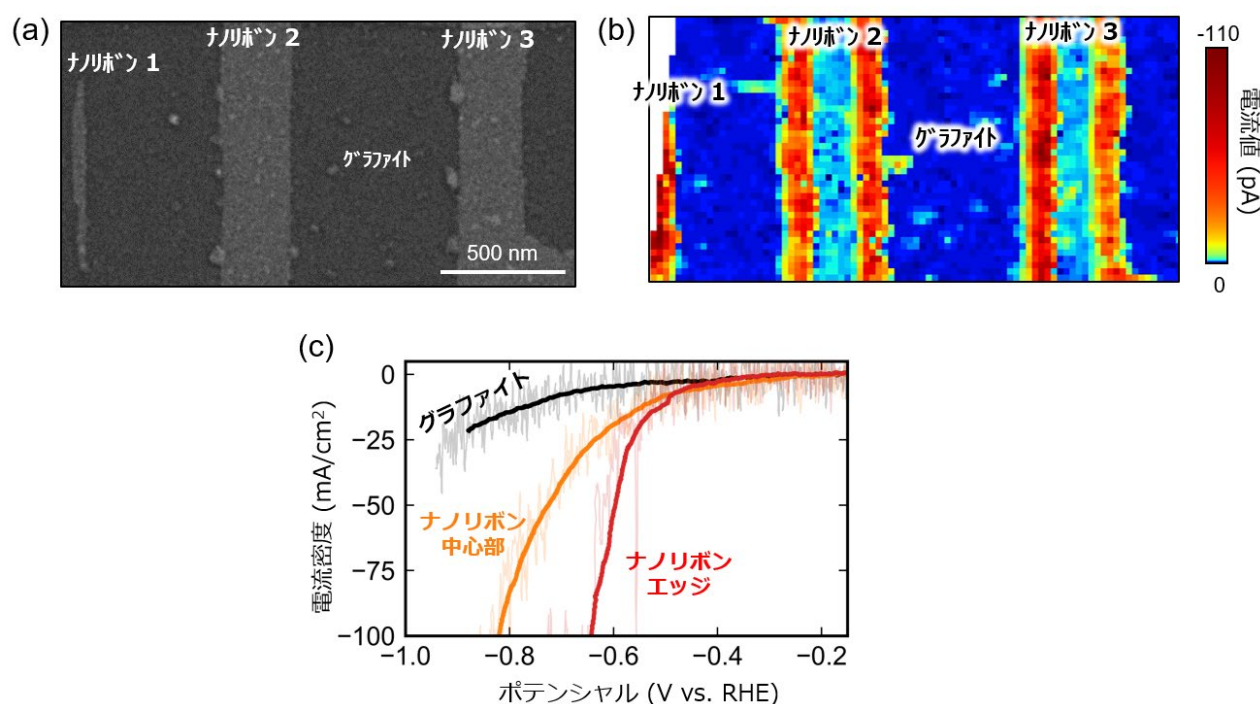 (a)
ﾅﾉﾘﾎﾞﾝ 1
ﾅﾉﾘﾎﾞﾝ 2
ﾅﾉﾘﾎﾞﾝ 3
ｸﾞﾗﾌｧｲﾄ
500 nm
(b)
ﾅﾉﾘﾎﾞﾝ 1
ﾅﾉﾘﾎﾞﾝ 2
ﾅﾉﾘﾎﾞﾝ 3
ｸﾞﾗﾌｧｲﾄ
-110
電流値 (pA)
0
(c)
0
−25
−50
−75
−100
電流密度 (mA/cm²)
グラファイト
ナノリボン
中心部
ナノリボン
エッジ
−1.0 −0.8 −0.6 −0.4 −0.2
ポテンシャル (V vs. RHE)